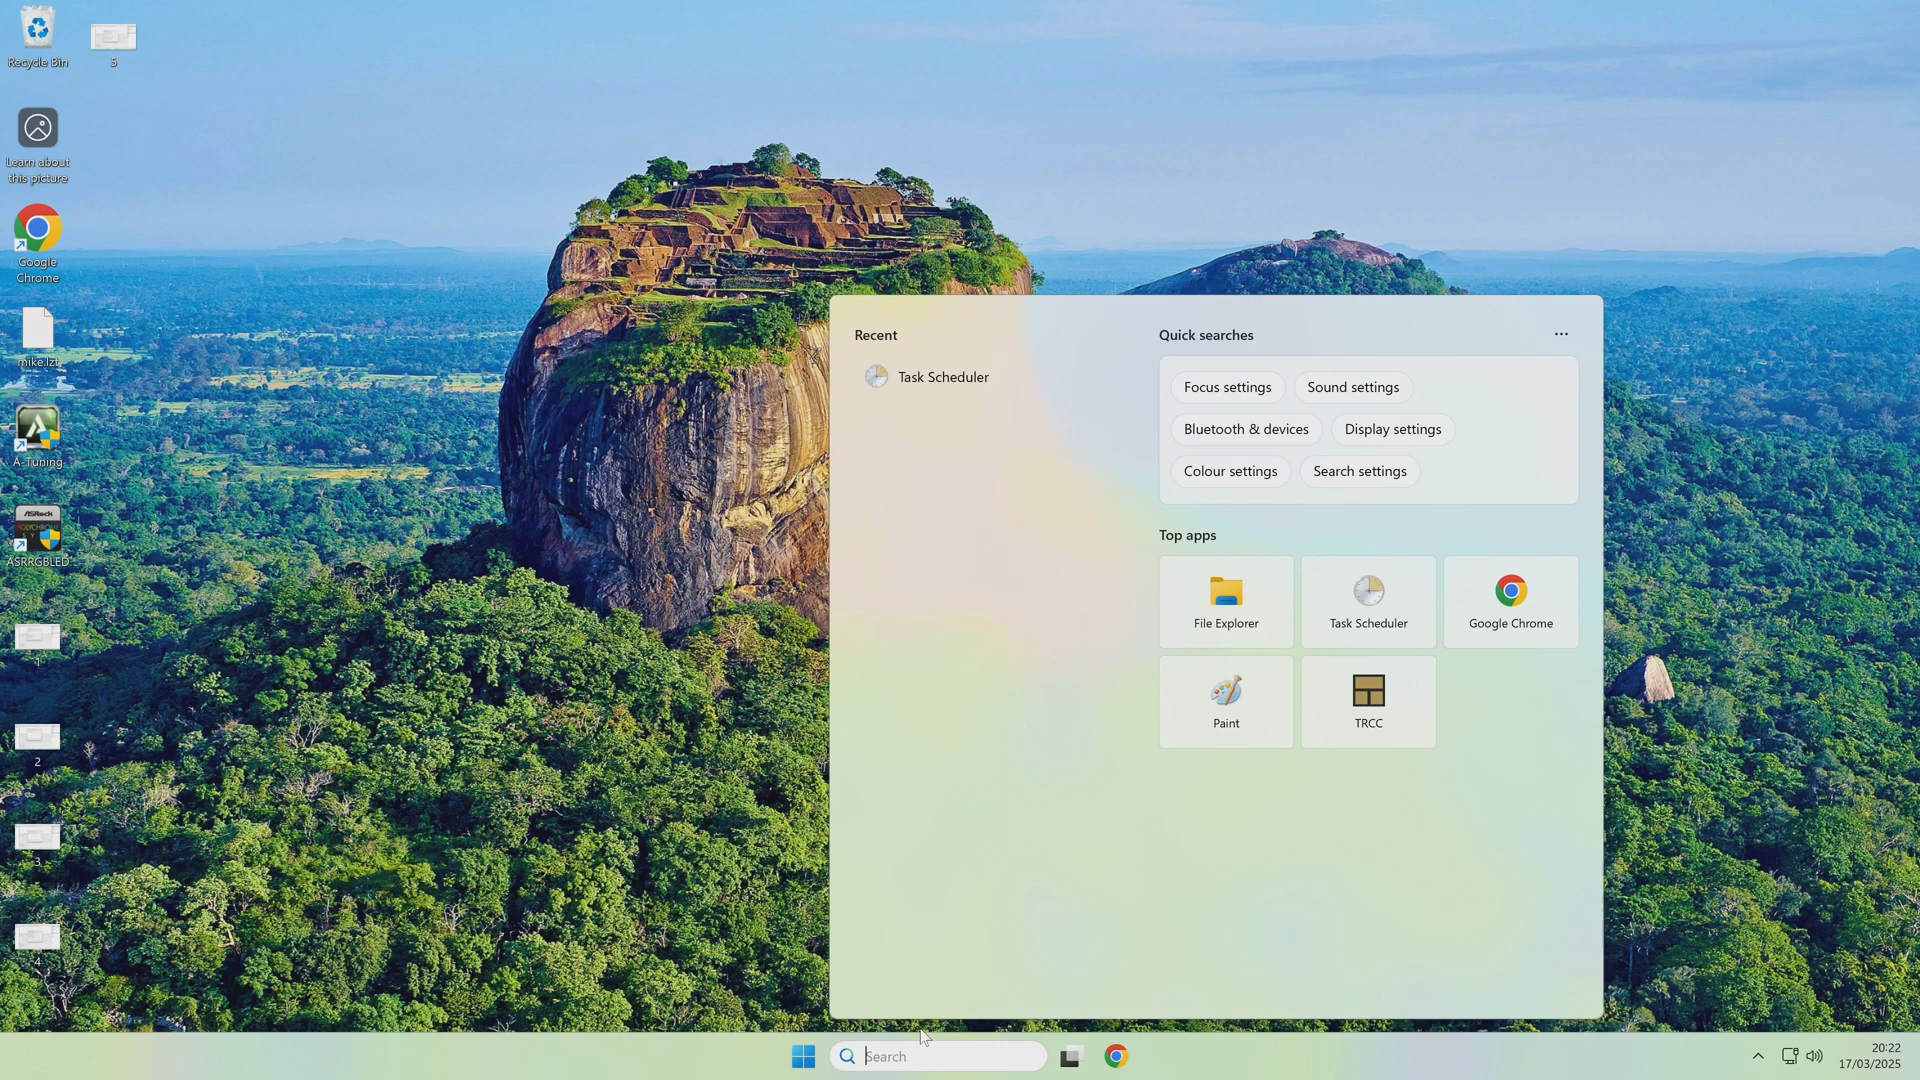 Recycle Bin
5
Learn about
this picture
Google
Chrome
mike.lzt
A-Tuning
ASRock
POLYCHROME
ASRRGBLED
1
2
3
4
Recent
Task Scheduler
Quick searches
Focus settings
Sound settings
Bluetooth & devices
Display settings
Colour settings
Search settings
Top apps
File Explorer
Task Scheduler
Google Chrome
Paint
TRCC
Search
20:22
17/03/2025